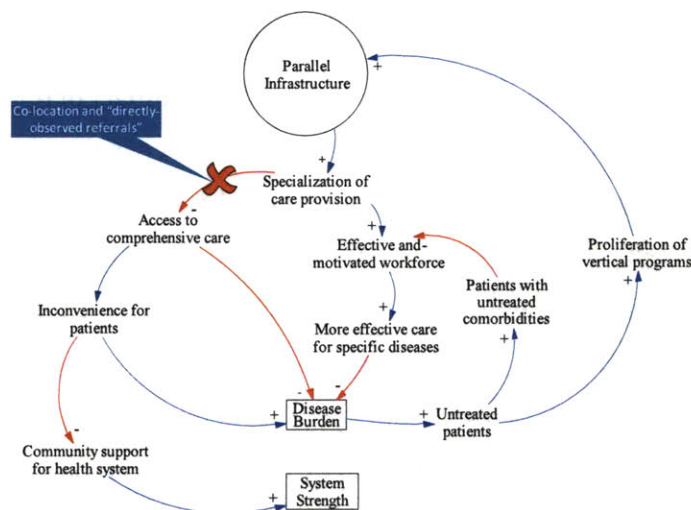 Parallel
Infrastructure
+
Co-location and "directly-
observed referrals"
+
Specialization of
care provision
-
Access to
comprehensive care
+
Effective and-
motivated workforce
Proliferation of
vertical programs
+
Patients with
untreated
comorbidities
+
Inconvenience for
patients
+
More effective care
for specific diseases
-
-
+
Disease
Burden
+
Untreated
patients
-
Community support
for health system
+
System
Strength